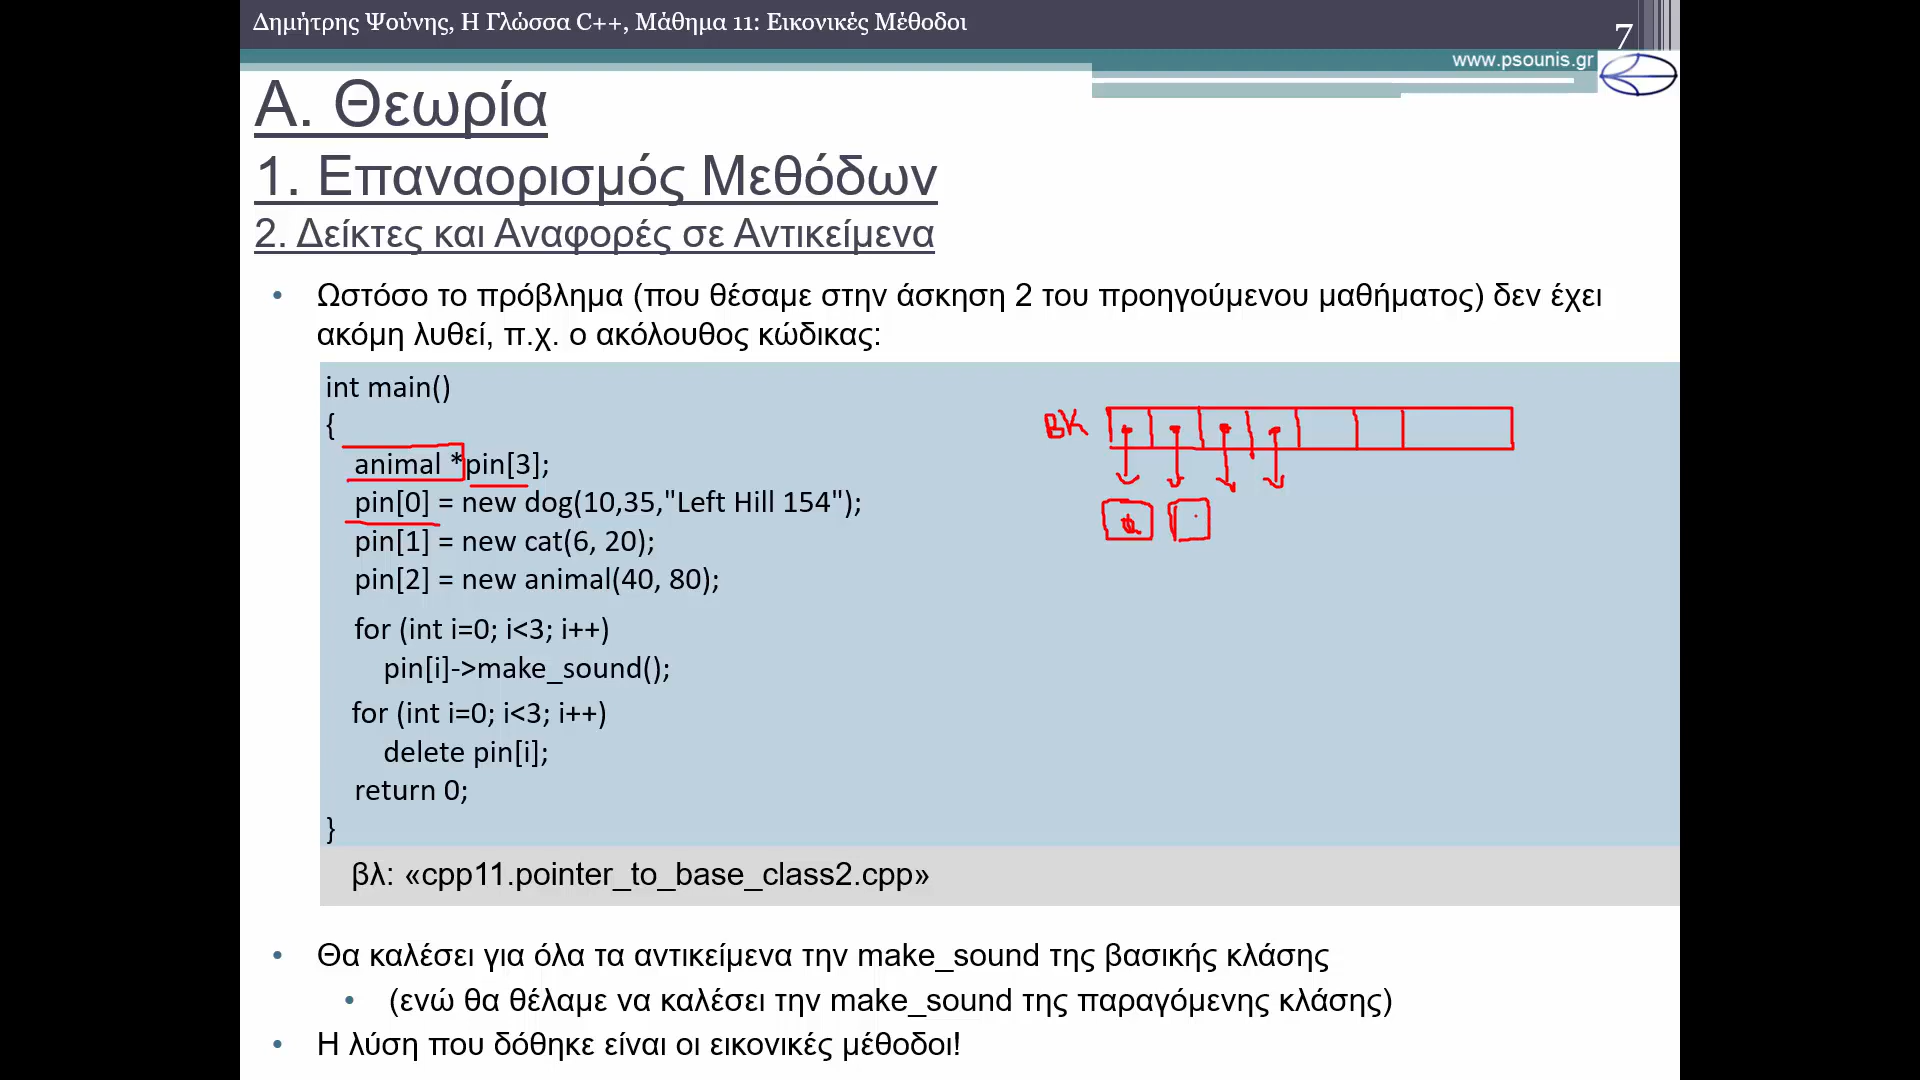 Δημήτρης Ψούνης, Η Γλώσσα C++, Μάθημα 11: Εικονικές Μέθοδοι
7
www.psounis.gr
Α. Θεωρία
1. Επαναορισμός Μεθόδων
2. Δείκτες και Αναφορές σε Αντικείμενα
• Ωστόσο το πρόβλημα (που θέσαμε στην άσκηση 2 του προηγούμενου μαθήματος) δεν έχει
ακόμη λυθεί, π.χ. ο ακόλουθος κώδικας:
int main()
{
animal *pin[3];
pin[0] = new dog(10,35,"Left Hill 154");
pin[1] = new cat(6, 20);
pin[2] = new animal(40, 80);
for (int i=0; i<3; i++)
pin[i]->make_sound();
for (int i=0; i<3; i++)
delete pin[i];
return 0;
}
ΒΚ
βλ: «cpp11.pointer_to_base_class2.cpp»
• Θα καλέσει για όλα τα αντικείμενα την make_sound της βασικής κλάσης
• (ενώ θα θέλαμε να καλέσει την make_sound της παραγόμενης κλάσης)
• Η λύση που δόθηκε είναι οι εικονικές μέθοδοι!